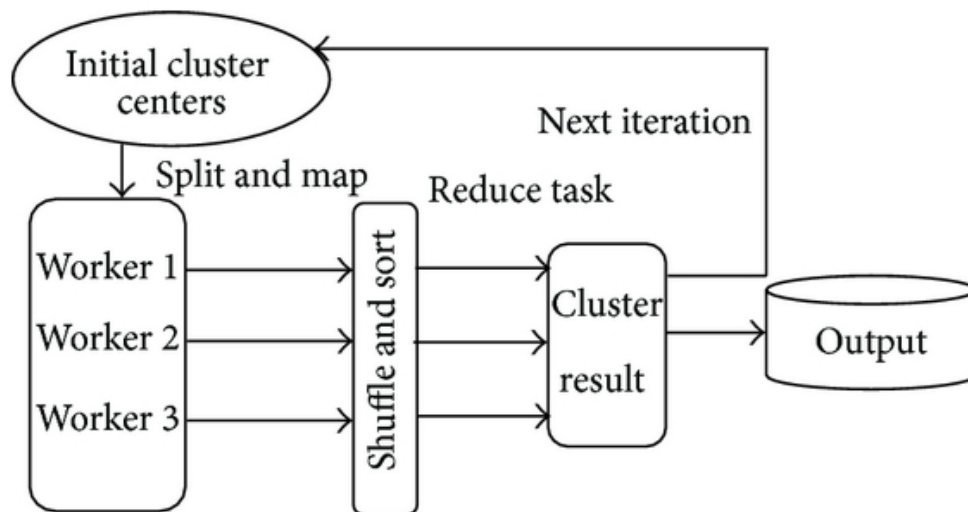 Initial cluster
centers
Next iteration
Split and map
Reduce task
Worker 1
Worker 2
Worker 3
Shuffle and sort
Cluster
result
Output